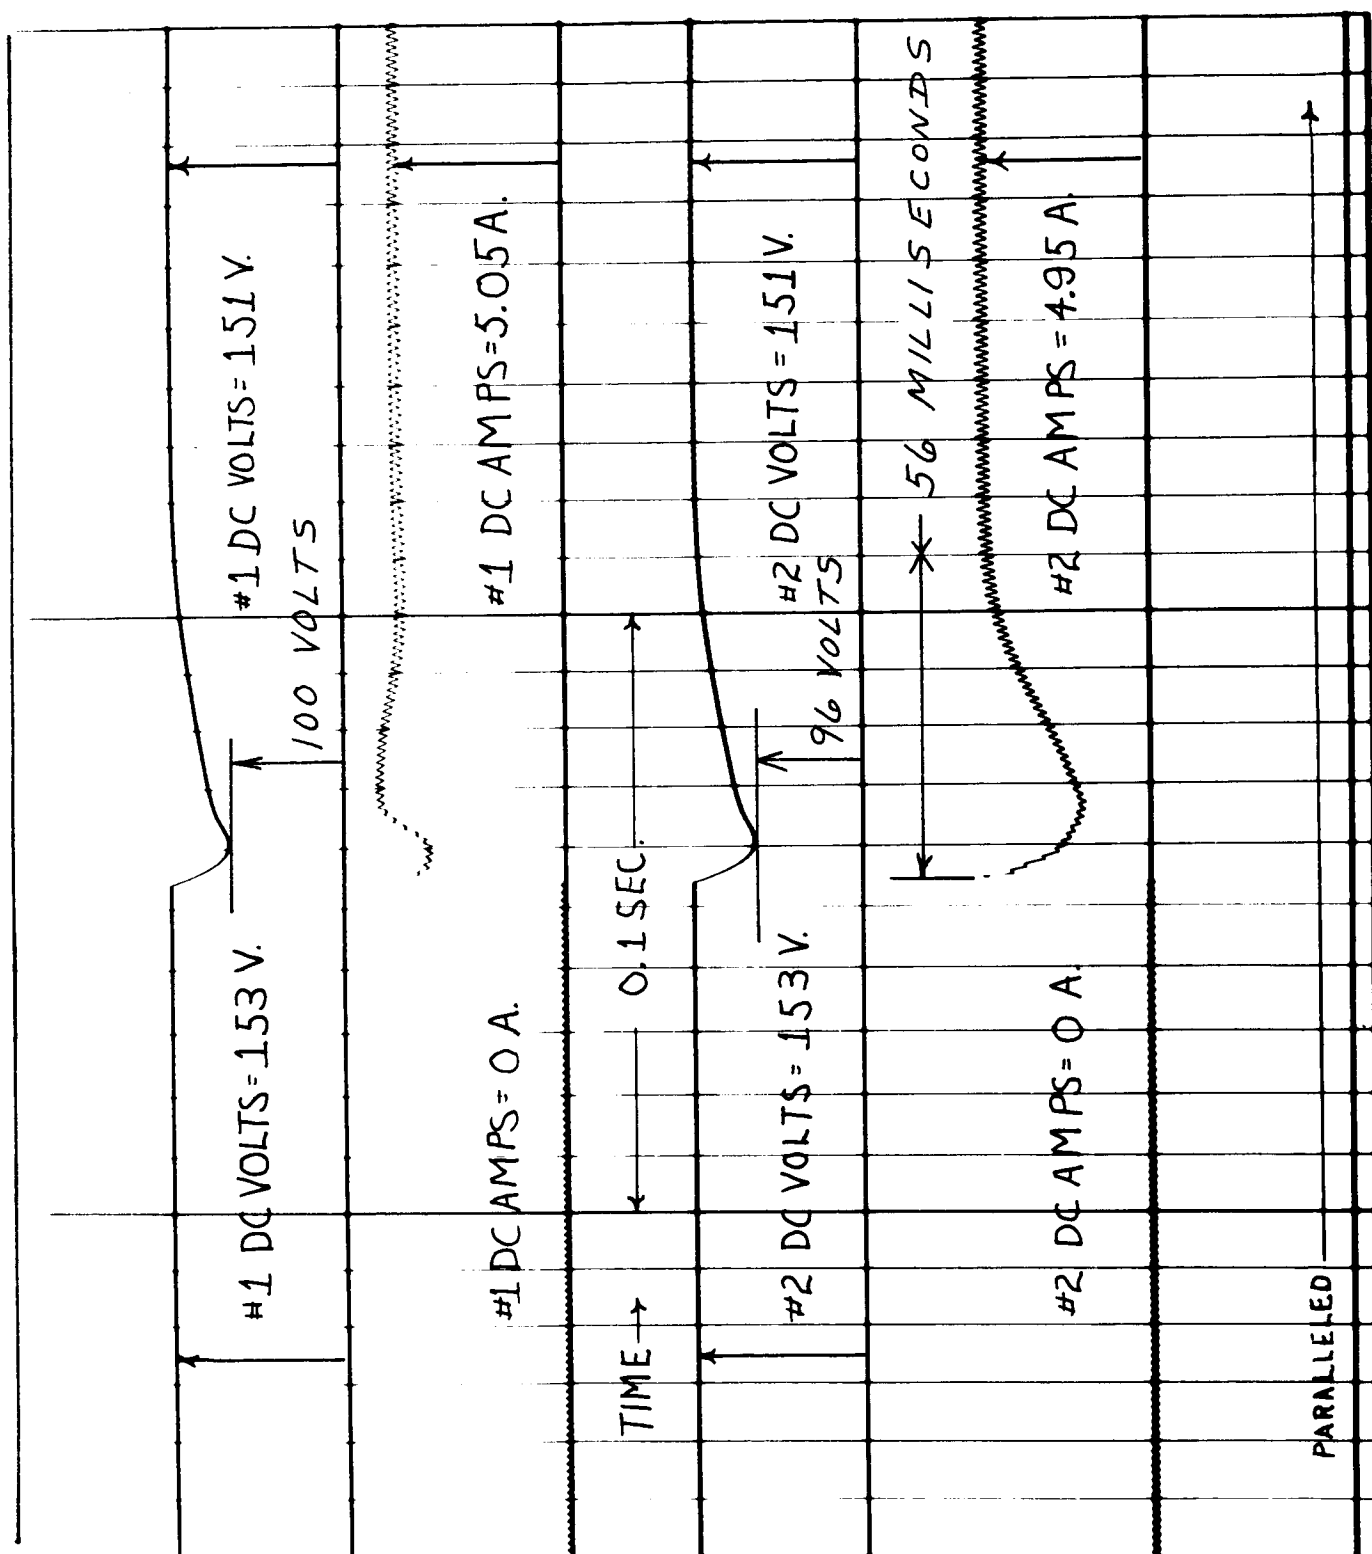 #1 DC VOLTS=153 V.
#1 DC VOLTS=151 V.
100 VOLTS
#1 DC AMPS=0 A.
#1 DC AMPS=5.05 A.
TIME→
0.1 SEC.
#2 DC VOLTS=153 V.
#2 DC VOLTS=151 V.
96 VOLTS
56 MILLISECONDS
#2 DC AMPS=0 A.
#2 DC AMPS=4.95 A.
PARALLELED